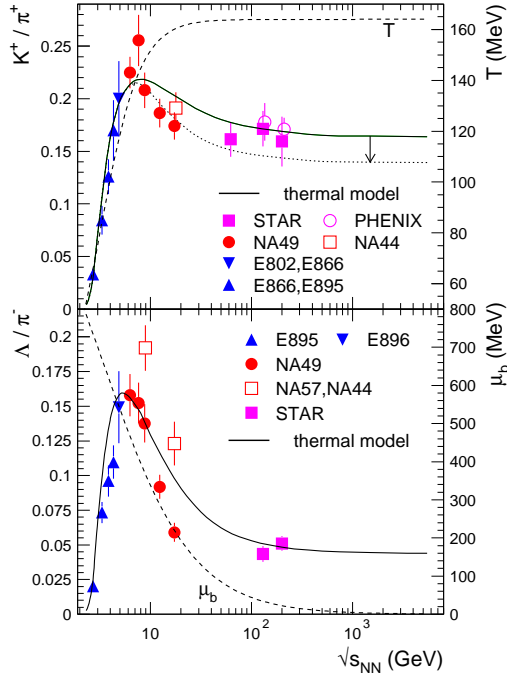 K⁺ / π⁺
T (MeV)
0.25
0.2
0.15
0.1
0.05
0
160
140
120
100
80
60
T
thermal model
STAR
PHENIX
NA49
NA44
E802,E866
E866,E895
Λ / π⁻
μb (MeV)
0.2
0.175
0.15
0.125
0.1
0.075
0.05
0.025
0
800
700
600
500
400
300
200
100
0
E895
E896
NA49
NA57,NA44
STAR
thermal model
μb
10
10²
10³
√sNN (GeV)